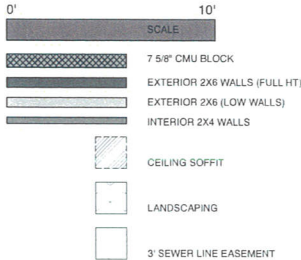 0' 10'
SCALE
7 5/8" CMU BLOCK
EXTERIOR 2X6 WALLS (FULL HT)
EXTERIOR 2X6 (LOW WALLS)
INTERIOR 2X4 WALLS
CEILING SOFFIT
LANDSCAPING
3' SEWER LINE EASEMENT